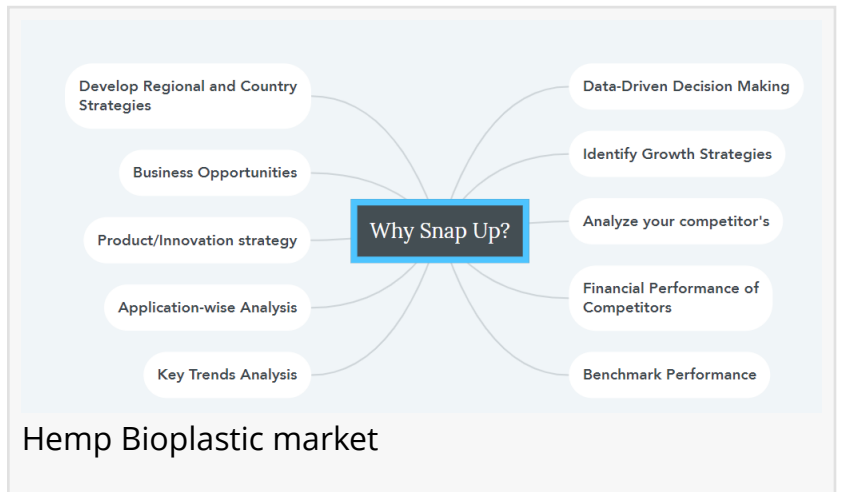 Develop Regional and Country
Strategies
Business Opportunities
Product/Innovation strategy
Application-wise Analysis
Key Trends Analysis
Why Snap Up?
Data-Driven Decision Making
Identify Growth Strategies
Analyze your competitor's
Financial Performance of
Competitors
Benchmark Performance
Hemp Bioplastic market